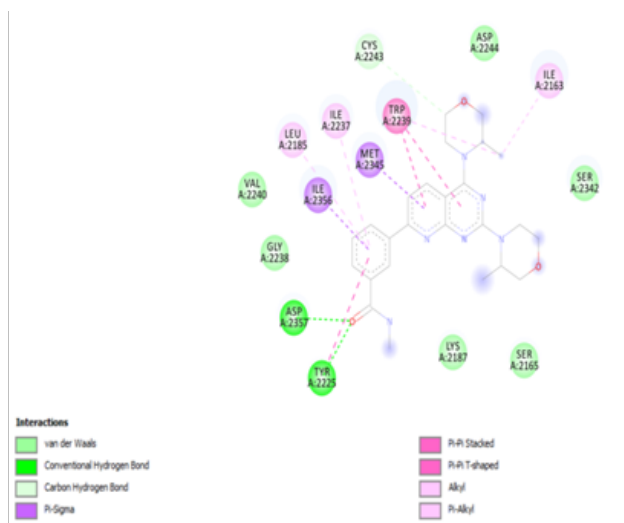 CYS
A:2243
ASP
A:2244
ILE
A:2163
ILE
A:2237
TRP
A:2239
LEU
A:2185
MET
A:2345
VAL
A:2240
ILE
A:2356
SER
A:2342
GLY
A:2238
ASP
A:2357
LYS
A:2187
SER
A:2165
TYR
A:2225
O
N
N
N
N
N
O
O
N
Interactions
van der Waals
Conventional Hydrogen Bond
Carbon Hydrogen Bond
Pi-Sigma
Pi-Pi Stacked
Pi-Pi T-shaped
Alkyl
Pi-Alkyl